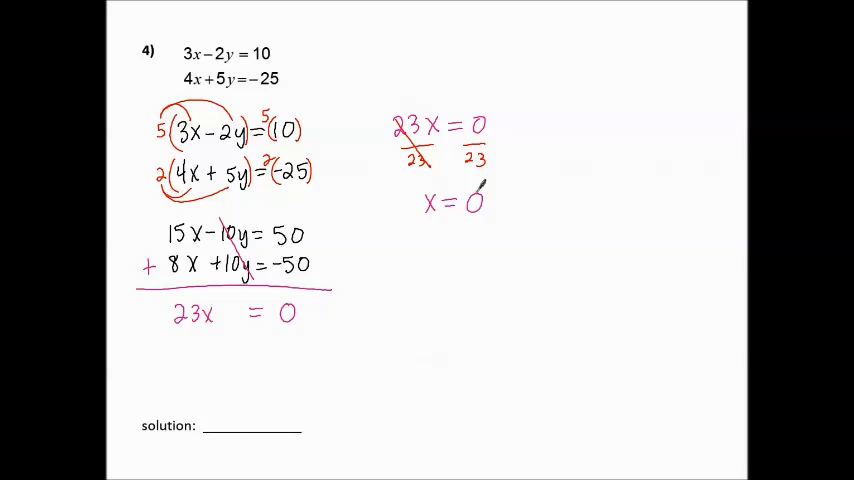 4)
3x – 2y = 10
4x + 5y = –25
5(3x - 2y) = 5(10)
2(4x + 5y) = 2(-25)
15x - 10y = 50
+ 8x + 10y = -50
23x = 0
23x = 0
23 23
x = 0
solution: ____________